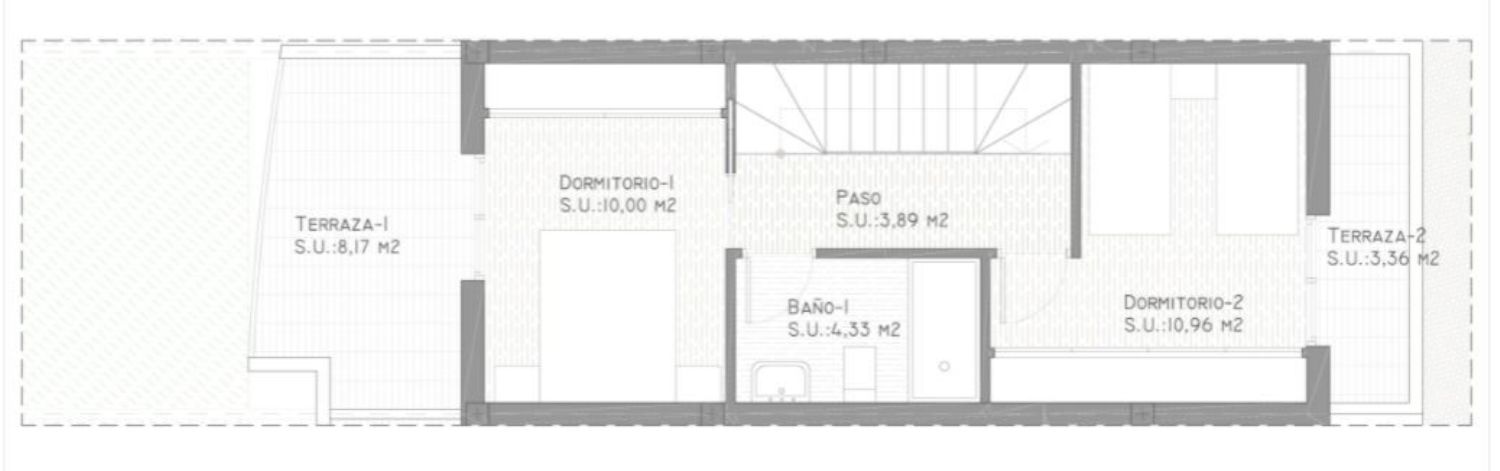 Terraza-1
S.U.:8,17 m2
Dormitorio-1
S.U.:10,00 m2
Paso
S.U.:3,89 m2
Baño-1
S.U.:4,33 m2
Dormitorio-2
S.U.:10,96 m2
Terraza-2
S.U.:3,36 m2